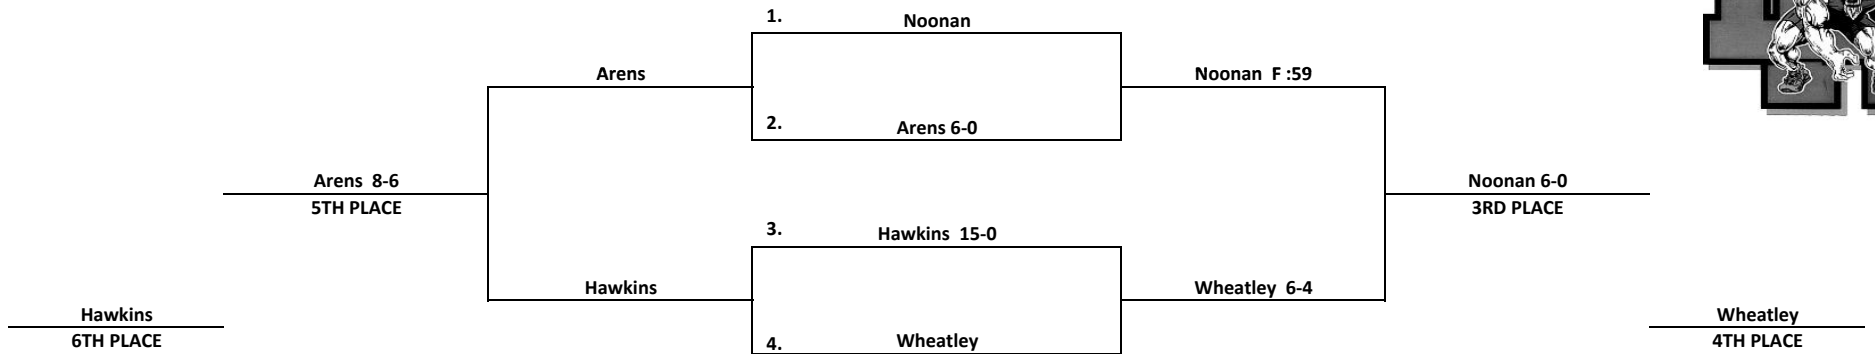 1. Noonan
Arens
Noonan F :59
2. Arens 6-0
Arens 8-6
5TH PLACE
Noonan 6-0
3RD PLACE
3. Hawkins 15-0
Hawkins
Wheatley 6-4
Hawkins
6TH PLACE
4. Wheatley
Wheatley
4TH PLACE